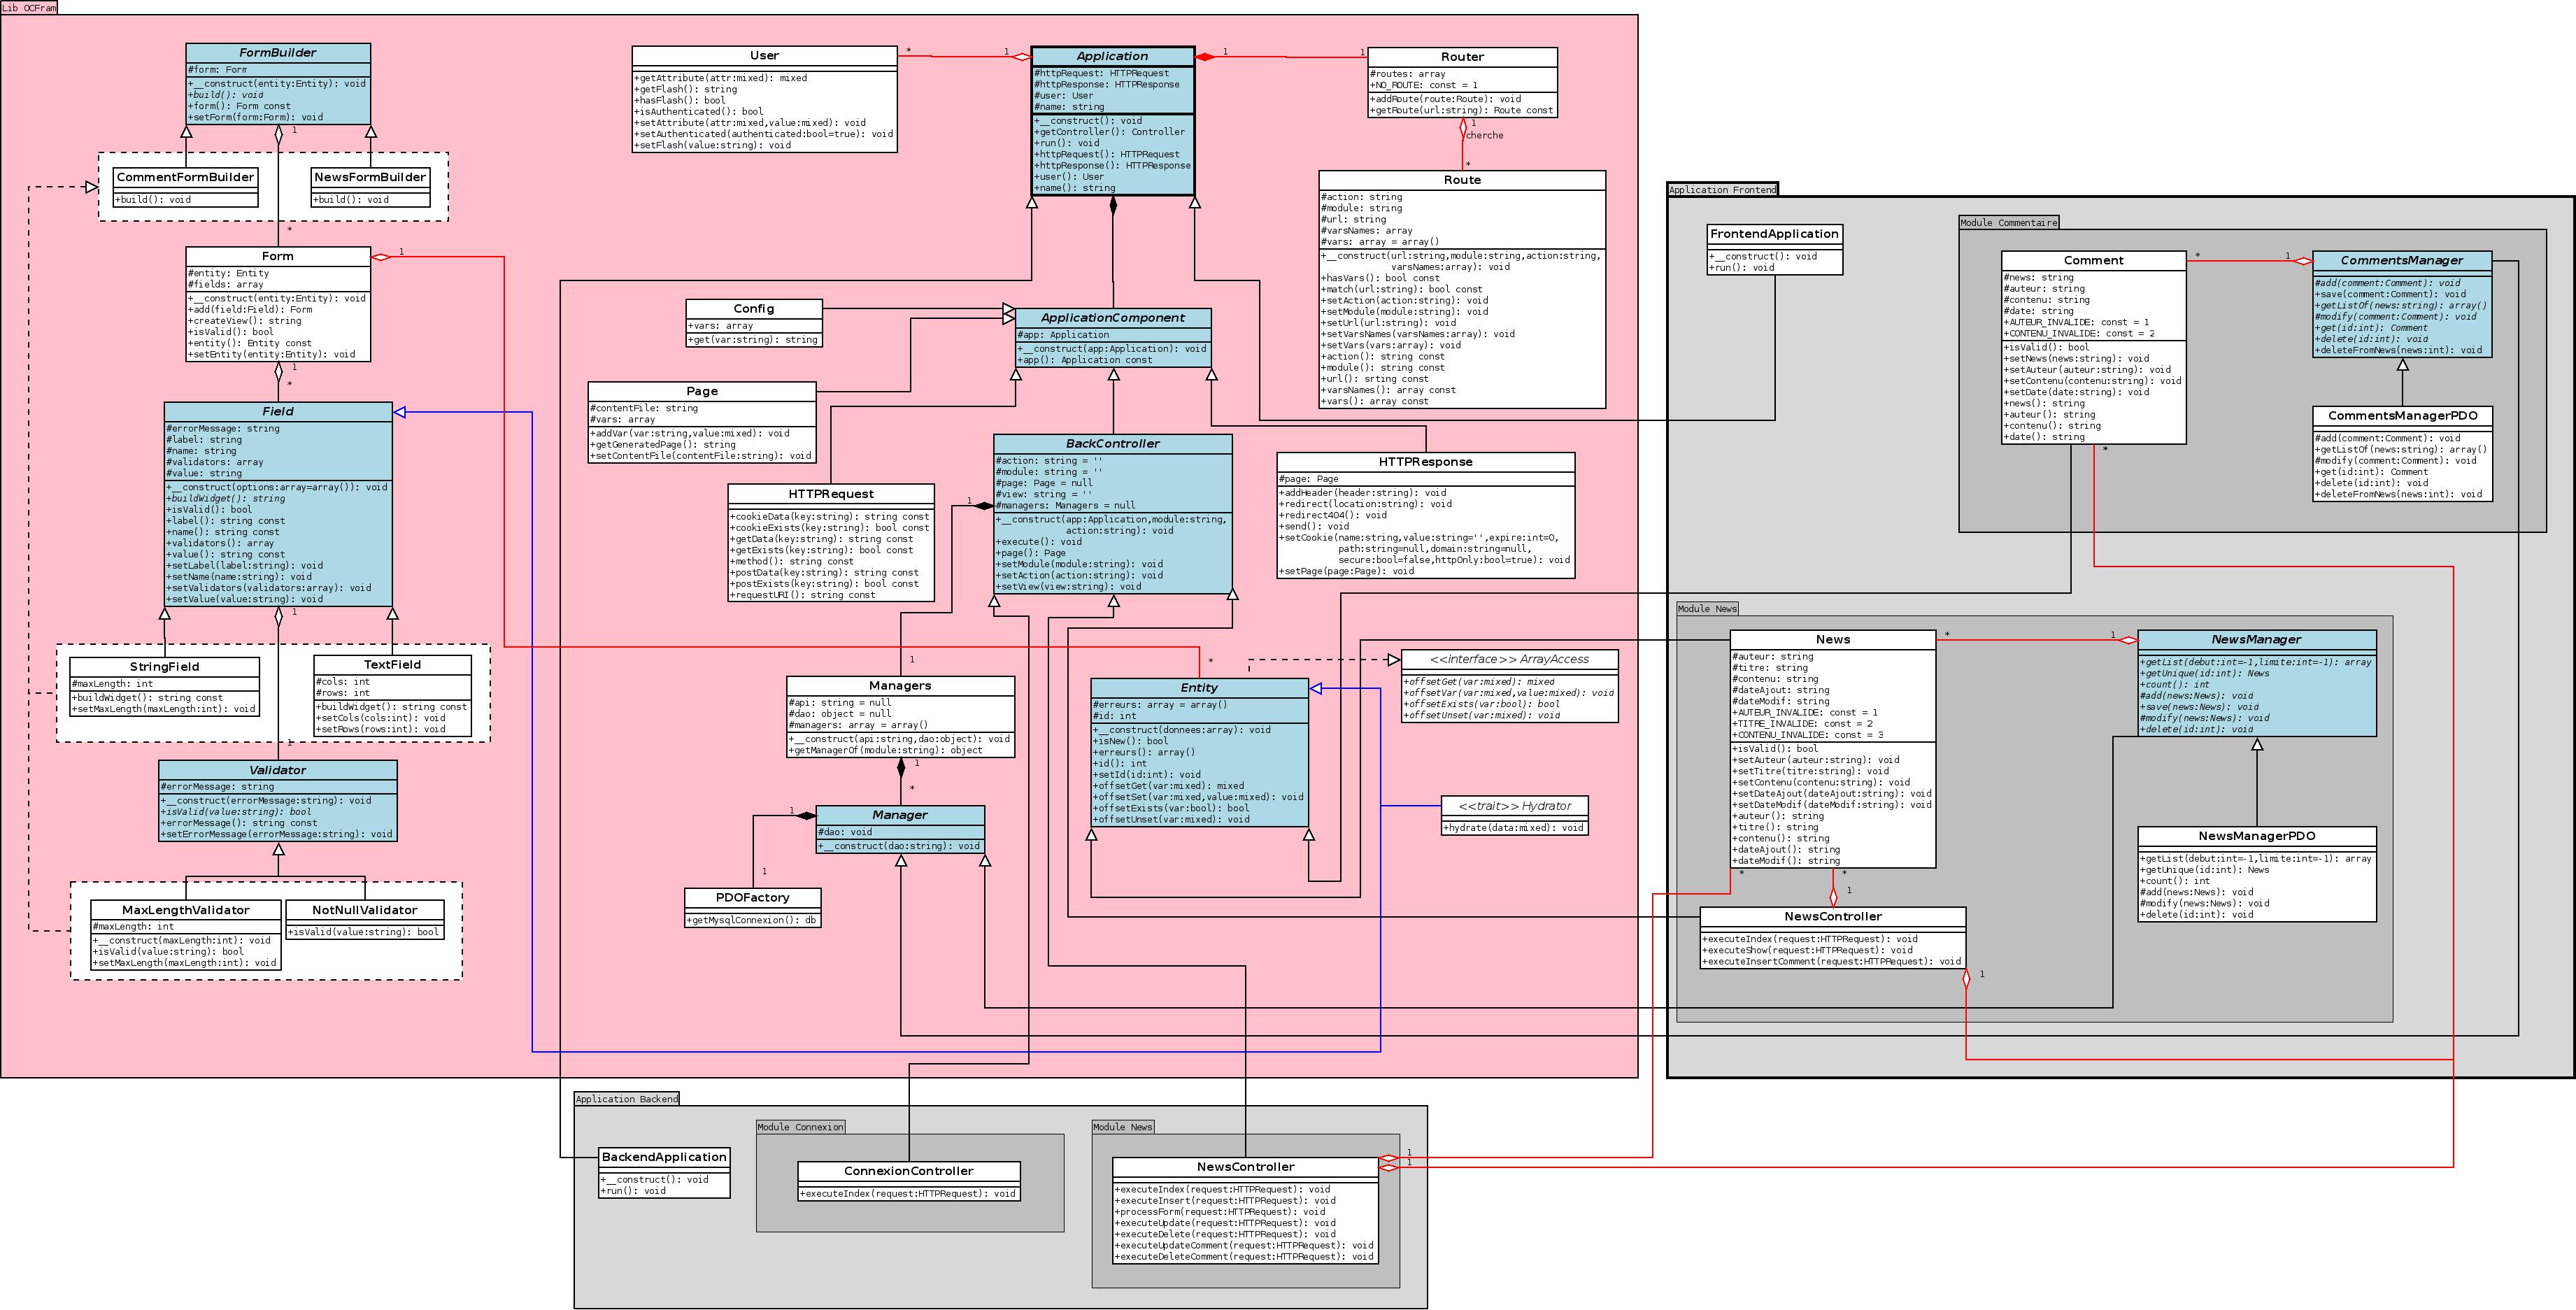 Lib OCFram
FormBuilder
#form: Form
+__construct(entity:Entity): void
+build(): void
+form(): Form const
+setForm(form:Form): void
1
CommentFormBuilder
+build(): void
NewsFormBuilder
+build(): void
*
Form
#entity: Entity
#fields: array
+__construct(entity:Entity): void
+add(field:Field): Form
+createView(): string
+isValid(): bool
+entity(): Entity const
+setEntity(entity:Entity): void
1
1
*
Field
#errorMessage: string
#label: string
#name: string
#validators: array
#value: string
+__construct(options:array=array()): void
+buildWidget(): string
+isValid(): bool
+label(): string const
+name(): string const
+validators(): array
+value(): string const
+setLabel(label:string): void
+setName(name:string): void
+setValidators(validators:array): void
+setValue(value:string): void
1
StringField
#maxLength: int
+buildWidget(): string const
+setMaxLength(maxLength:int): void
TextField
#cols: int
#rows: int
+buildWidget(): string const
+setCols(cols:int): void
+setRows(rows:int): void
1
Validator
#errorMessage: string
+__construct(errorMessage:string): void
+isValid(value:string): bool
+errorMessage(): string const
+setErrorMessage(errorMessage:string): void
MaxLengthValidator
#maxLength: int
+__construct(maxLength:int): void
+isValid(value:string): bool
+setMaxLength(maxLength:int): void
NotNullValidator
+isValid(value:string): bool
User
+getAttribute(attr:mixed): mixed
+getFlash(): string
+hasFlash(): bool
+isAuthenticated(): bool
+setAttribute(attr:mixed,value:mixed): void
+setAuthenticated(authenticated:bool=true): void
+setFlash(value:string): void
*
1
Application
#httpRequest: HTTPRequest
#httpResponse: HTTPResponse
#user: User
#name: string
+__construct(): void
+getController(): Controller
+run(): void
+httpRequest(): HTTPRequest
+httpResponse(): HTTPResponse
+user(): User
+name(): string
1
1
Router
#routes: array
+NO_ROUTE: const = 1
+addRoute(route:Route): void
+getRoute(url:string): Route const
1
cherche
*
Route
#action: string
#module: string
#url: string
#varsNames: array
#vars: array = array()
+__construct(url:string,module:string,action:string,
varsNames:array): void
+hasVars(): bool const
+match(url:string): bool const
+setAction(action:string): void
+setModule(module:string): void
+setUrl(url:string): void
+setVarsNames(varsNames:array): void
+setVars(vars:array): void
+action(): string const
+module(): string const
+url(): srting const
+varsNames(): array const
+vars(): array const
Config
+vars: array
+get(var:string): string
ApplicationComponent
#app: Application
+__construct(app:Application): void
+app(): Application const
Page
#contentFile: string
#vars: array
+addVar(var:string,value:mixed): void
+getGeneratedPage(): string
+setContentFile(contentFile:string): void
HTTPRequest
+cookieData(key:string): string const
+cookieExists(key:string): bool const
+getData(key:string): string const
+getExists(key:string): bool const
+method(): string const
+postData(key:string): string const
+postExists(key:string): bool const
+requestURI(): string const
BackController
#action: string = ''
#module: string = ''
#page: Page = null
#view: string = ''
#managers: Managers = null
+__construct(app:Application,module:string,
action:string): void
+execute(): void
+page(): Page
+setModule(module:string): void
+setAction(action:string): void
+setView(view:string): void
1
HTTPResponse
#page: Page
+addHeader(header:string): void
+redirect(location:string): void
+redirect404(): void
+send(): void
+setCookie(name:string,value:string='',expire:int=0,
path:string=null,domain:string=null,
secure:bool=false,httpOnly:bool=true): void
+setPage(page:Page): void
1
Managers
#api: string = null
#dao: object = null
#managers: array = array()
+__construct(api:string,dao:object): void
+getManagerOf(module:string): object
1
*
1
Manager
#dao: void
+__construct(dao:string): void
1
PDOFactory
+getMysqlConnexion(): db
*
Entity
#erreurs: array = array()
#id: int
+__construct(donnees:array): void
+isNew(): bool
+erreurs(): array()
+id(): int
+setId(id:int): void
+offsetGet(var:mixed): mixed
+offsetSet(var:mixed,value:mixed): void
+offsetExists(var:bool): bool
+offsetUnset(var:mixed): void
<<interface>> ArrayAccess
+offsetGet(var:mixed): mixed
+offsetVar(var:mixed,value:mixed): void
+offsetExists(var:bool): bool
+offsetUnset(var:mixed): void
<<trait>> Hydrator
+hydrate(data:mixed): void
Application Frontend
FrontendApplication
+__construct(): void
+run(): void
Module Commentaire
Comment
#news: string
#auteur: string
#contenu: string
#date: string
+AUTEUR_INVALIDE: const = 1
+CONTENU_INVALIDE: const = 2
+isValid(): bool
+setNews(news:string): void
+setAuteur(auteur:string): void
+setContenu(contenu:string): void
+setDate(date:string): void
+news(): string
+auteur(): string
+contenu(): string
+date(): string
*
1
*
CommentsManager
#add(comment:Comment): void
+save(comment:Comment): void
+getListOf(news:string): array()
#modify(comment:Comment): void
+get(id:int): Comment
+delete(id:int): void
+deleteFromNews(news:int): void
CommentsManagerPDO
#add(comment:Comment): void
+getListOf(news:string): array()
#modify(comment:Comment): void
+get(id:int): Comment
+delete(id:int): void
+deleteFromNews(news:int): void
Module News
News
#auteur: string
#titre: string
#contenu: string
#dateAjout: string
#dateModif: string
+AUTEUR_INVALIDE: const = 1
+TITRE_INVALIDE: const = 2
+CONTENU_INVALIDE: const = 3
+isValid(): bool
+setAuteur(auteur:string): void
+setTitre(titre:string): void
+setContenu(contenu:string): void
+setDateAjout(dateAjout:string): void
+setDateModif(dateModif:string): void
+auteur(): string
+titre(): string
+contenu(): string
+dateAjout(): string
+dateModif(): string
*
1
NewsManager
+getList(debut:int=-1,limite:int=-1): array
+getUnique(id:int): News
+count(): int
#add(news:News): void
+save(news:News): void
#modify(news:News): void
+delete(id:int): void
NewsManagerPDO
+getList(debut:int=-1,limite:int=-1): array
+getUnique(id:int): News
+count(): int
#add(news:News): void
#modify(news:News): void
+delete(id:int): void
*
*
1
NewsController
+executeIndex(request:HTTPRequest): void
+executeShow(request:HTTPRequest): void
+executeInsertComment(request:HTTPRequest): void
1
Application Backend
BackendApplication
+__construct(): void
+run(): void
Module Connexion
ConnexionController
+executeIndex(request:HTTPRequest): void
Module News
NewsController
+executeIndex(request:HTTPRequest): void
+executeInsert(request:HTTPRequest): void
+processForm(request:HTTPRequest): void
+executeUpdate(request:HTTPRequest): void
+executeDelete(request:HTTPRequest): void
+executeUpdateComment(request:HTTPRequest): void
+executeDeleteComment(request:HTTPRequest): void
1
1